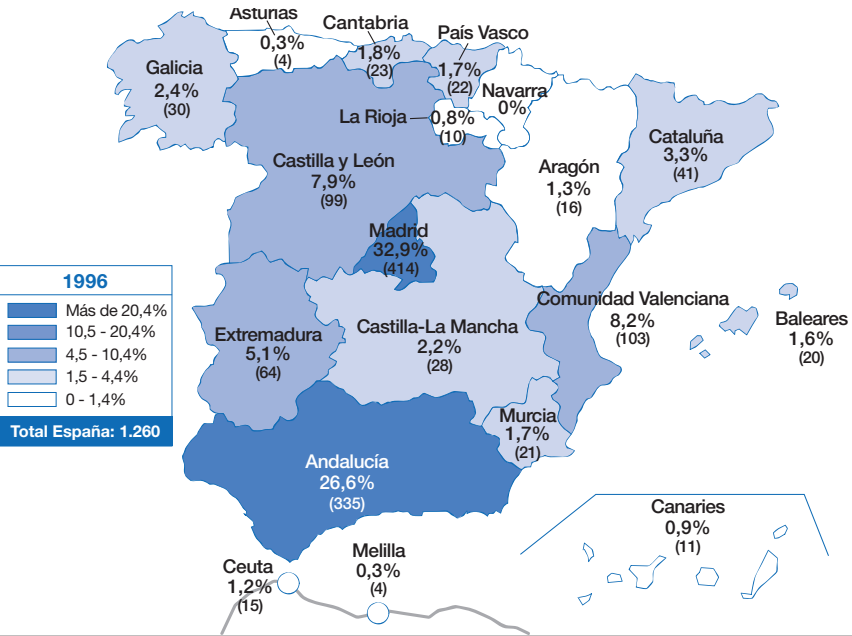 Asturias
0,3%
(4)
Cantabria
1,8%
(23)
País Vasco
1,7%
(22)
Galicia
2,4%
(30)
Navarra
0%
La Rioja
0,8%
(10)
Castilla y León
7,9%
(99)
Cataluña
3,3%
(41)
Aragón
1,3%
(16)
Madrid
32,9%
(414)
1996
Más de 20,4%
10,5 - 20,4%
4,5 - 10,4%
1,5 - 4,4%
0 - 1,4%
Total España: 1.260
Extremadura
5,1%
(64)
Castilla-La Mancha
2,2%
(28)
Comunidad Valenciana
8,2%
(103)
Baleares
1,6%
(20)
Murcia
1,7%
(21)
Andalucía
26,6%
(335)
Canaries
0,9%
(11)
Ceuta
1,2%
(15)
Melilla
0,3%
(4)